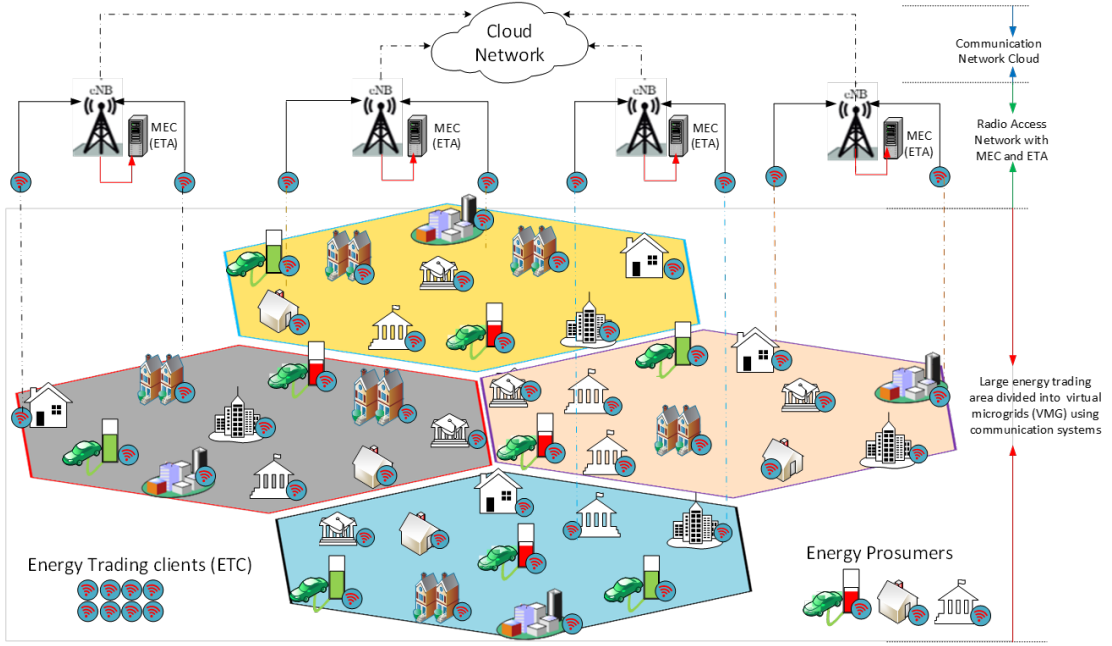 Cloud
Network
Communication
Network Cloud
eNB
eNB
eNB
eNB
MEC
(ETA)
MEC
(ETA)
MEC
(ETA)
MEC
(ETA)
Radio Access
Network with
MEC and ETA
Large energy trading
area divided into virtual
microgrids (VMG) using
communication systems
Energy Trading clients (ETC)
Energy Prosumers